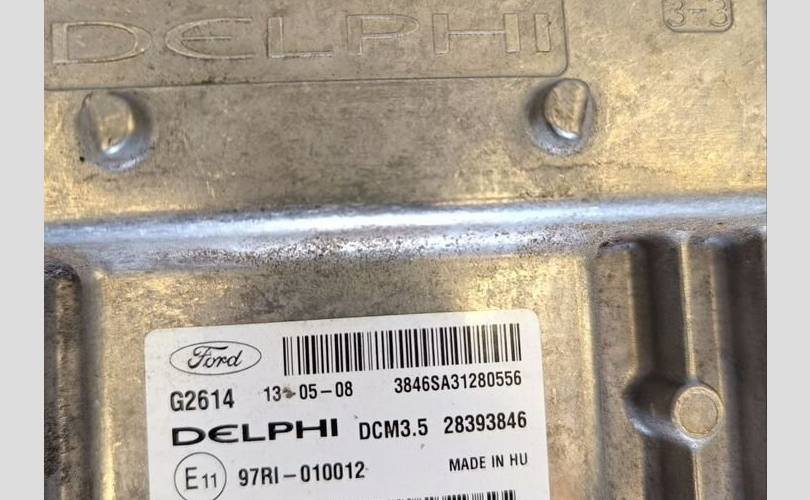 DELPHI 3-3
Ford
G2614 13-05-08 3846SA31280556
DELPHI DCM3.5 28393846
E11 97RI-010012 MADE IN HU